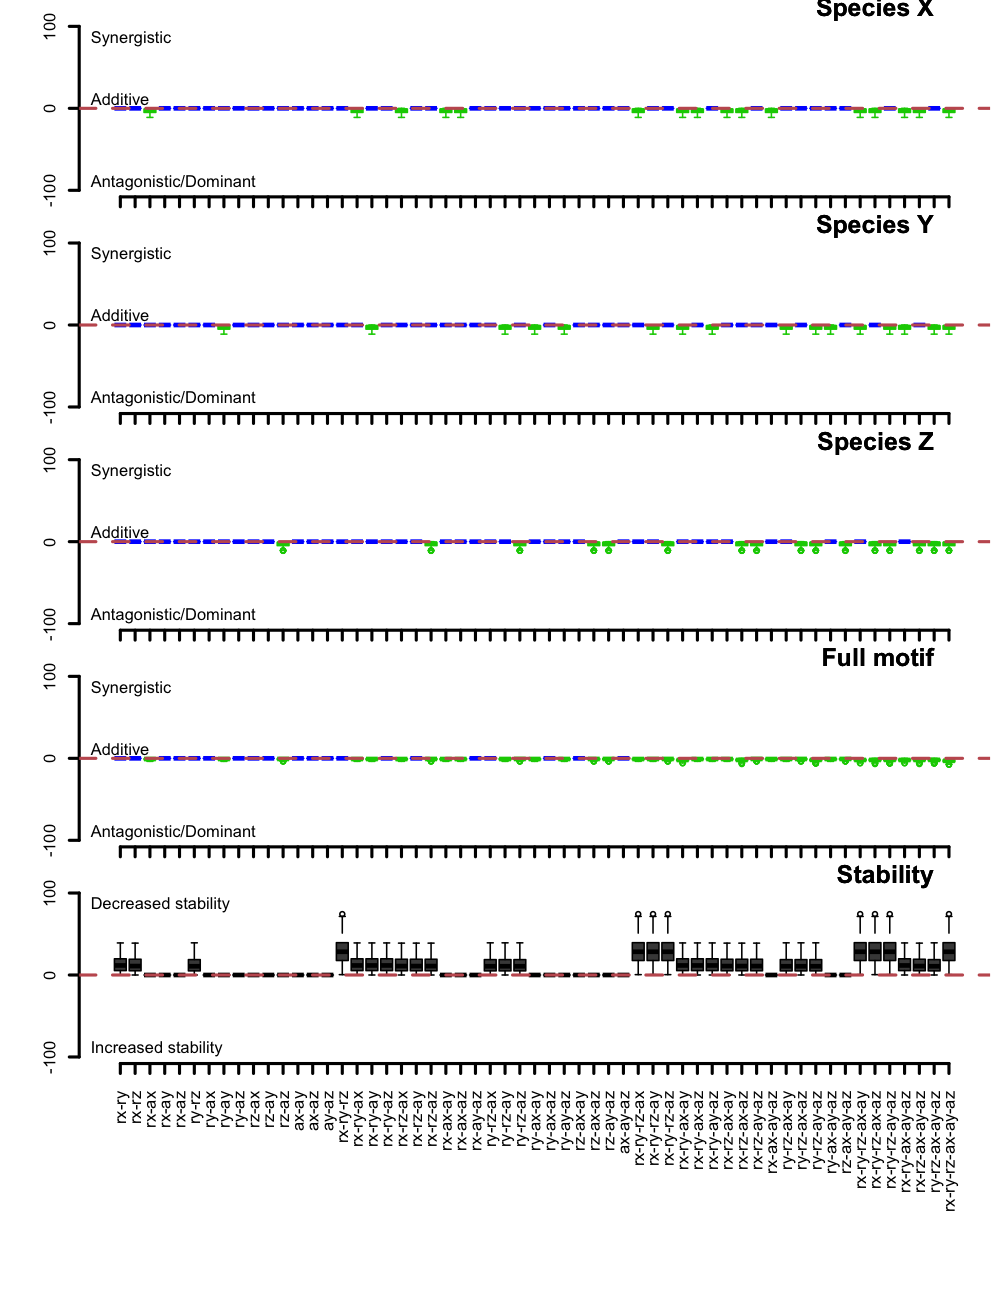 Species X
100
Synergistic
Additive
0
Antagonistic/Dominant
-100
Species Y
100
Synergistic
Additive
0
Antagonistic/Dominant
-100
Species Z
100
Synergistic
Additive
0
Antagonistic/Dominant
-100
Full motif
100
Synergistic
Additive
0
Antagonistic/Dominant
-100
Stability
100
Decreased stability
0
Increased stability
-100
rx-ry
rx-rz
rx-ax
rx-ay
rx-az
ry-rz
ry-ax
ry-ay
ry-az
rz-ax
rz-ay
rz-az
ax-ay
ax-az
ay-az
rx-ry-rz
rx-ry-ax
rx-ry-ay
rx-ry-az
rx-rz-ax
rx-rz-ay
rx-rz-az
rx-ax-ay
rx-ax-az
rx-ay-az
ry-rz-ax
ry-rz-ay
ry-rz-az
ry-ax-ay
ry-ax-az
ry-ay-az
rz-ax-ay
rz-ax-az
rz-ay-az
ax-ay-az
rx-ry-rz-ax
rx-ry-rz-ay
rx-ry-rz-az
rx-ry-ax-ay
rx-ry-ax-az
rx-ry-ay-az
rx-rz-ax-ay
rx-rz-ax-az
rx-rz-ay-az
rx-ax-ay-az
ry-rz-ax-ay
ry-rz-ax-az
ry-rz-ay-az
ry-ax-ay-az
rz-ax-ay-az
rx-ry-rz-ax-ay
rx-ry-rz-ax-az
rx-ry-rz-ay-az
rx-ry-ax-ay-az
rx-rz-ax-ay-az
ry-rz-ax-ay-az
rx-ry-rz-ax-ay-az